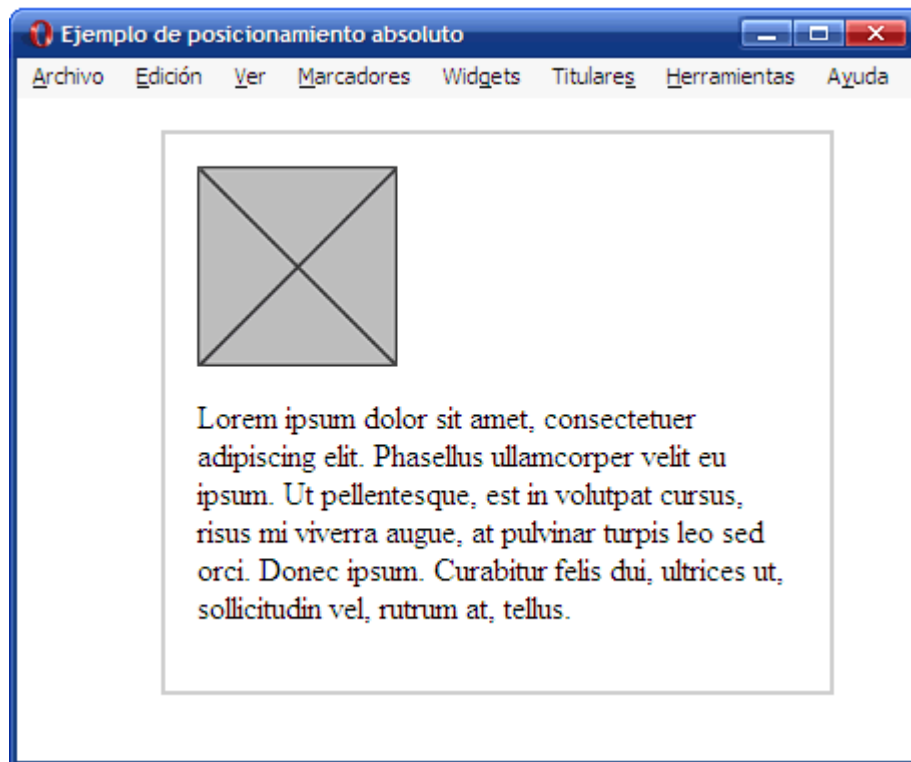 Ejemplo de posicionamiento absoluto
Archivo Edición Ver Marcadores Widgets Titulares Herramientas Ayuda
Lorem ipsum dolor sit amet, consectetuer
adipiscing elit. Phasellus ullamcorper velit eu
ipsum. Ut pellentesque, est in volutpat cursus,
risus mi viverra augue, at pulvinar turpis leo sed
orci. Donec ipsum. Curabitur felis dui, ultrices ut,
sollicitudin vel, rutrum at, tellus.